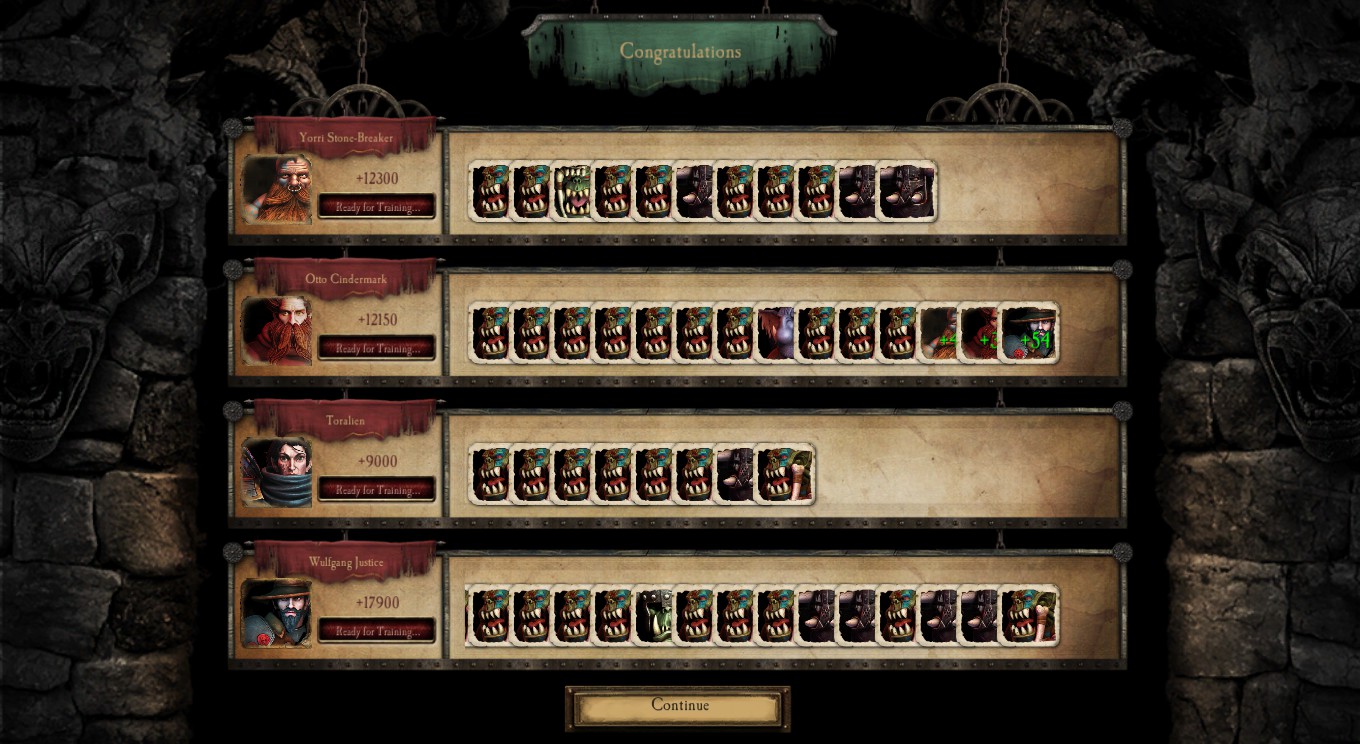 Congratulations
Yorri Stone-Breaker
+12300
Ready for Training...
Otto Cindermark
+12150
Ready for Training...
+54
Toralien
+9000
Ready for Training...
Wulfgang Justice
+17900
Ready for Training...
Continue